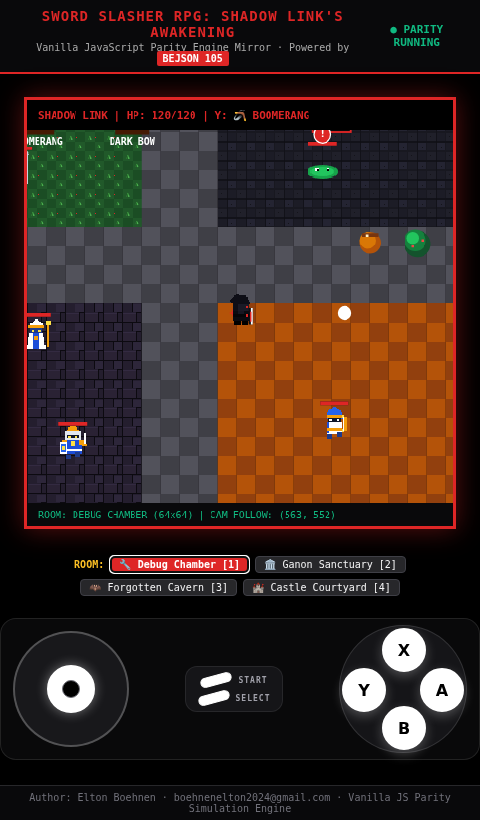 SWORD SLASHER RPG: SHADOW LINK'S
AWAKENING
Vanilla JavaScript Parity Engine Mirror · Powered by
BEJSON 105
● PARITY
RUNNING
SHADOW LINK | HP: 120/120 | Y: 🪃 BOOMERANG
OMERANG
DARK BOW
!
ROOM: DEBUG CHAMBER (64x64) | CAM FOLLOW: (563, 552)
ROOM: 🔧 Debug Chamber [1] 🏛️ Ganon Sanctuary [2]
🦇 Forgotten Cavern [3] 🏰 Castle Courtyard [4]
START
SELECT
X
Y
A
B
Author: Elton Boehnen · boehnenelton2024@gmail.com · Vanilla JS Parity
Simulation Engine